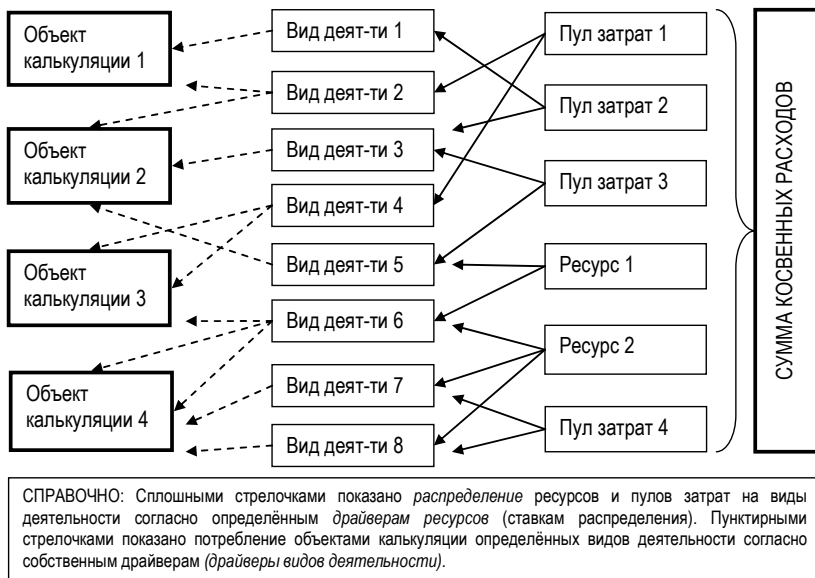 Объект
калькуляции 1
Объект
калькуляции 2
Объект
калькуляции 3
Объект
калькуляции 4
Вид деят-ти 1
Вид деят-ти 2
Вид деят-ти 3
Вид деят-ти 4
Вид деят-ти 5
Вид деят-ти 6
Вид деят-ти 7
Вид деят-ти 8
Пул затрат 1
Пул затрат 2
Пул затрат 3
Ресурс 1
Ресурс 2
Пул затрат 4
СУММА КОСВЕННЫХ РАСХОДОВ
СПРАВОЧНО: Сплошными стрелочками показано распределение ресурсов и пулов затрат на виды
деятельности согласно определённым драйверам ресурсов (ставкам распределения). Пунктирными
стрелочками показано потребление объектами калькуляции определённых видов деятельности согласно
собственным драйверам (драйверы видов деятельности).